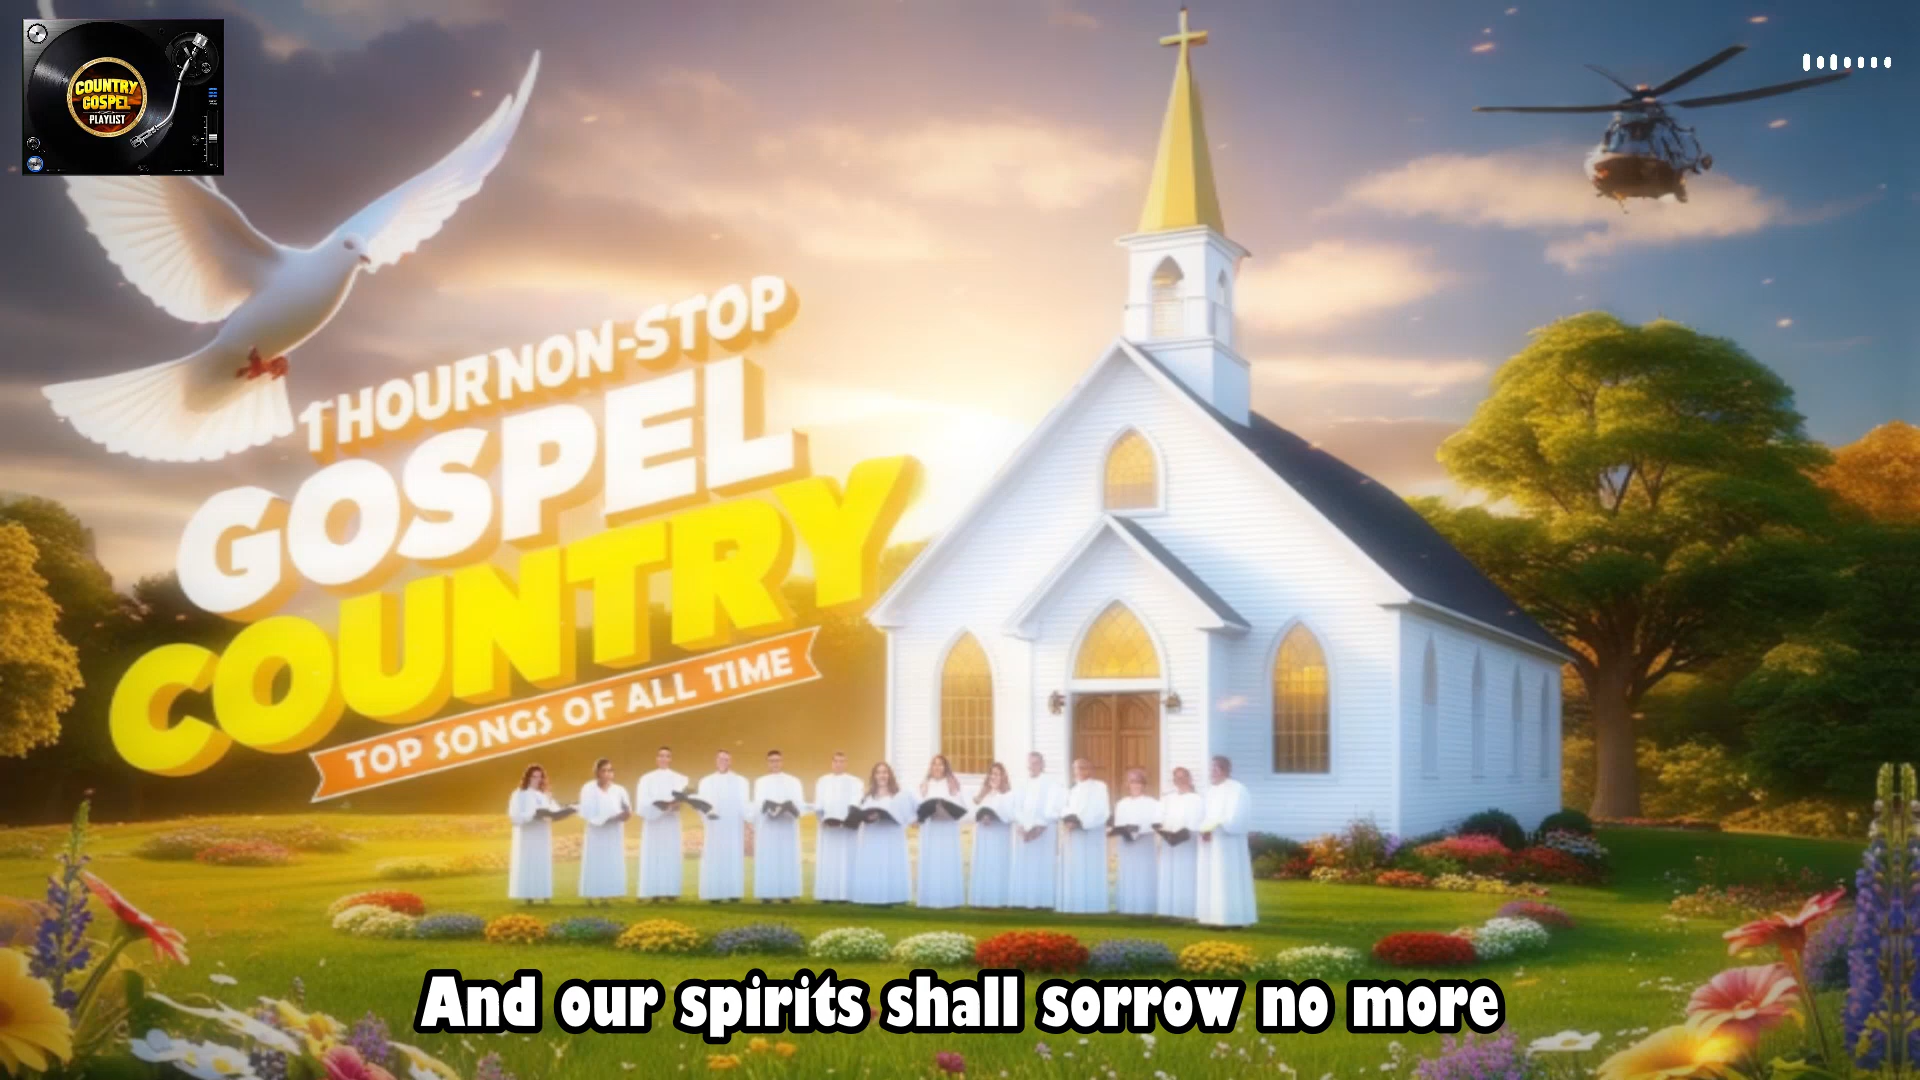 COUNTRY
GOSPEL
PLAYLIST
1 HOUR NON-STOP
GOSPEL
COUNTRY
TOP SONGS OF ALL TIME
And our spirits shall sorrow no more